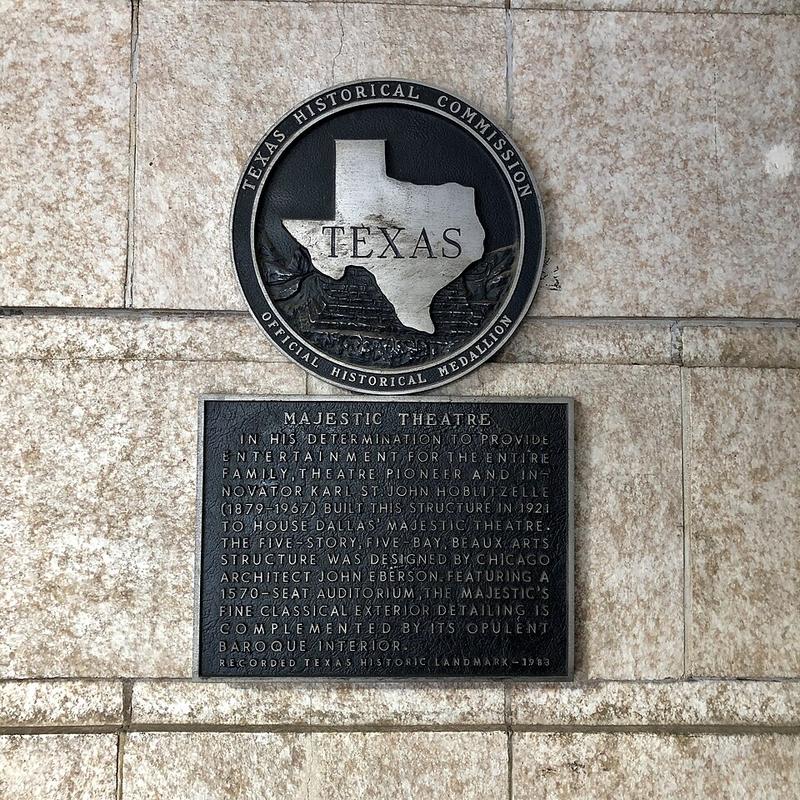 TEXAS HISTORICAL COMMISSION
TEXAS
OFFICIAL HISTORICAL MEDALLION
MAJESTIC THEATRE
IN HIS DETERMINATION TO PROVIDE
ENTERTAINMENT FOR THE ENTIRE
FAMILY, THEATRE PIONEER AND IN-
NOVATOR KARL ST. JOHN HOBLITZELLE
(1879-1967) BUILT THIS STRUCTURE IN 1921
TO HOUSE DALLAS' MAJESTIC THEATRE.
THE FIVE-STORY, FIVE-BAY, BEAUX ARTS
STRUCTURE WAS DESIGNED BY CHICAGO
ARCHITECT JOHN EBERSON. FEATURING A
1570-SEAT AUDITORIUM, THE MAJESTIC'S
FINE CLASSICAL EXTERIOR DETAILING IS
COMPLEMENTED BY ITS OPULENT
BAROQUE INTERIOR.
RECORDED TEXAS HISTORIC LANDMARK-1983